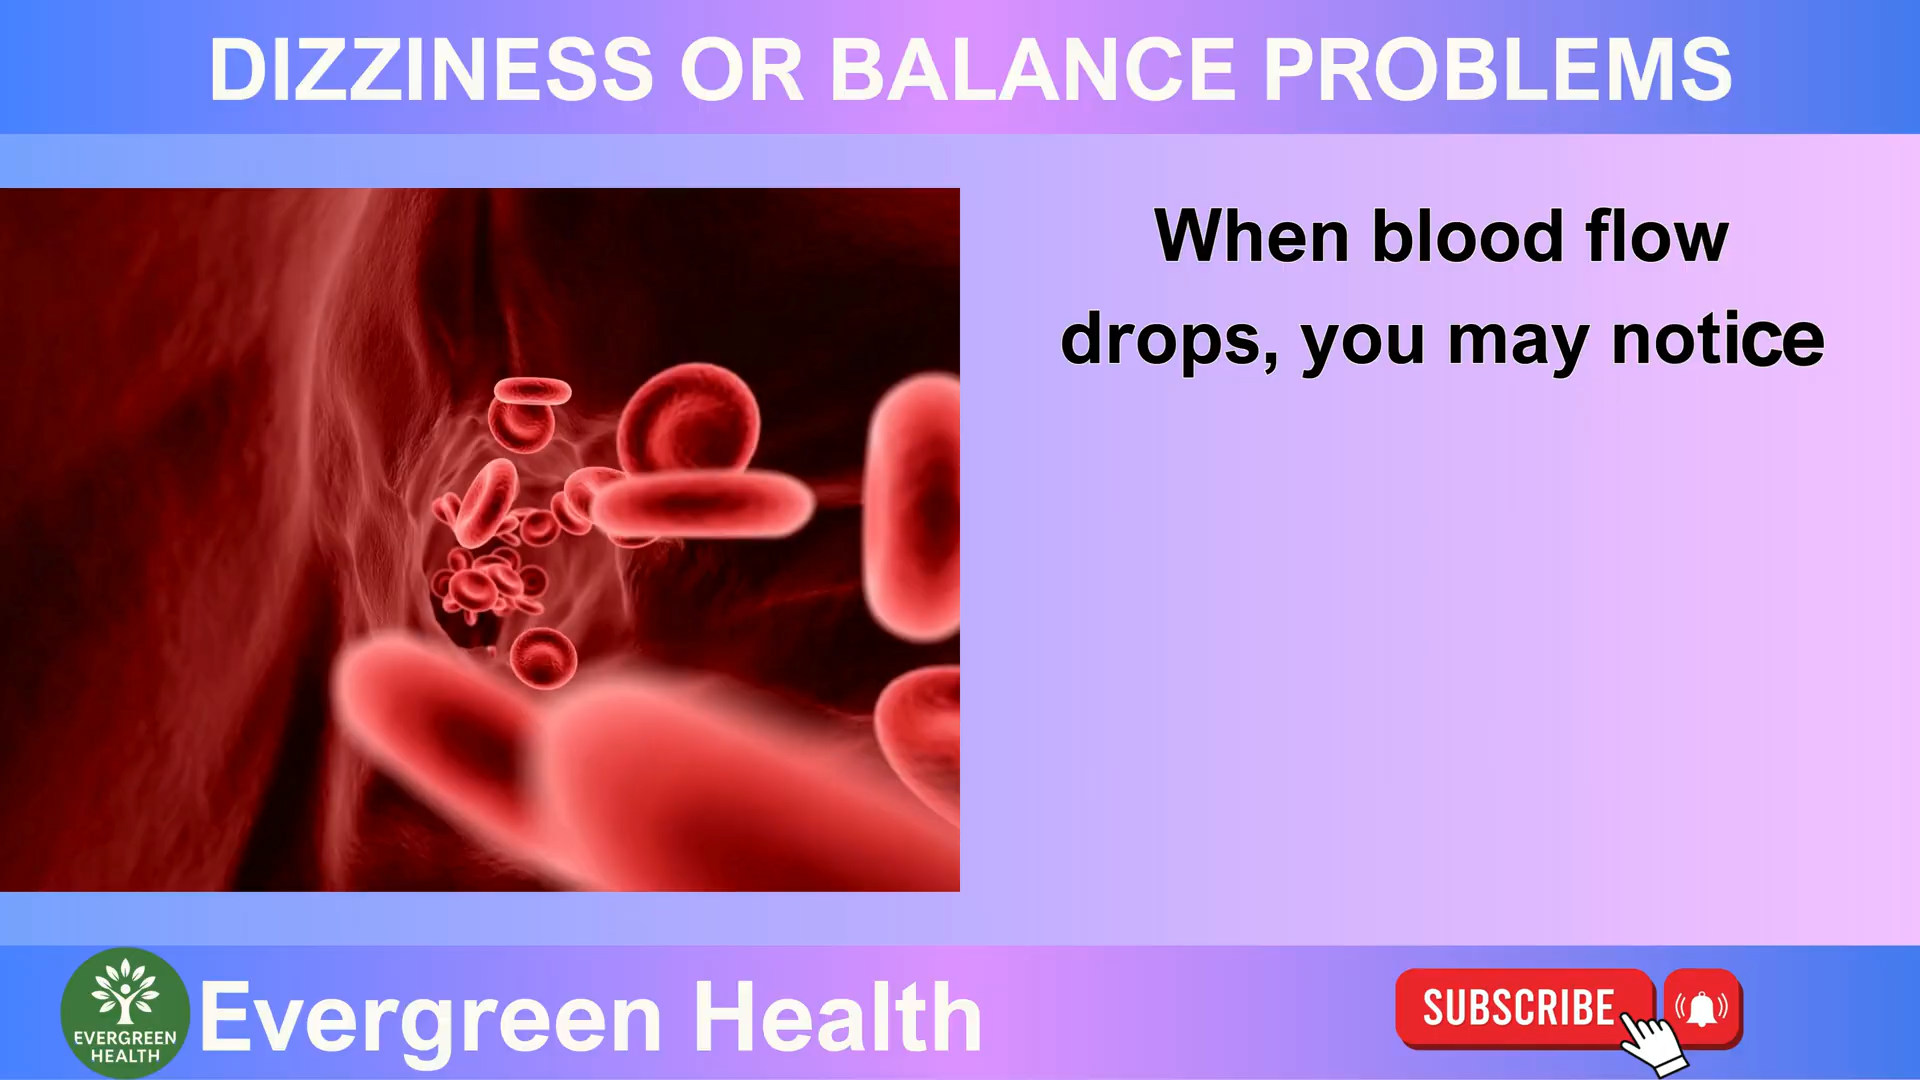 DIZZINESS OR BALANCE PROBLEMS
When blood flow
drops, you may notice
EVERGREEN
HEALTH
Evergreen Health
SUBSCRIBE